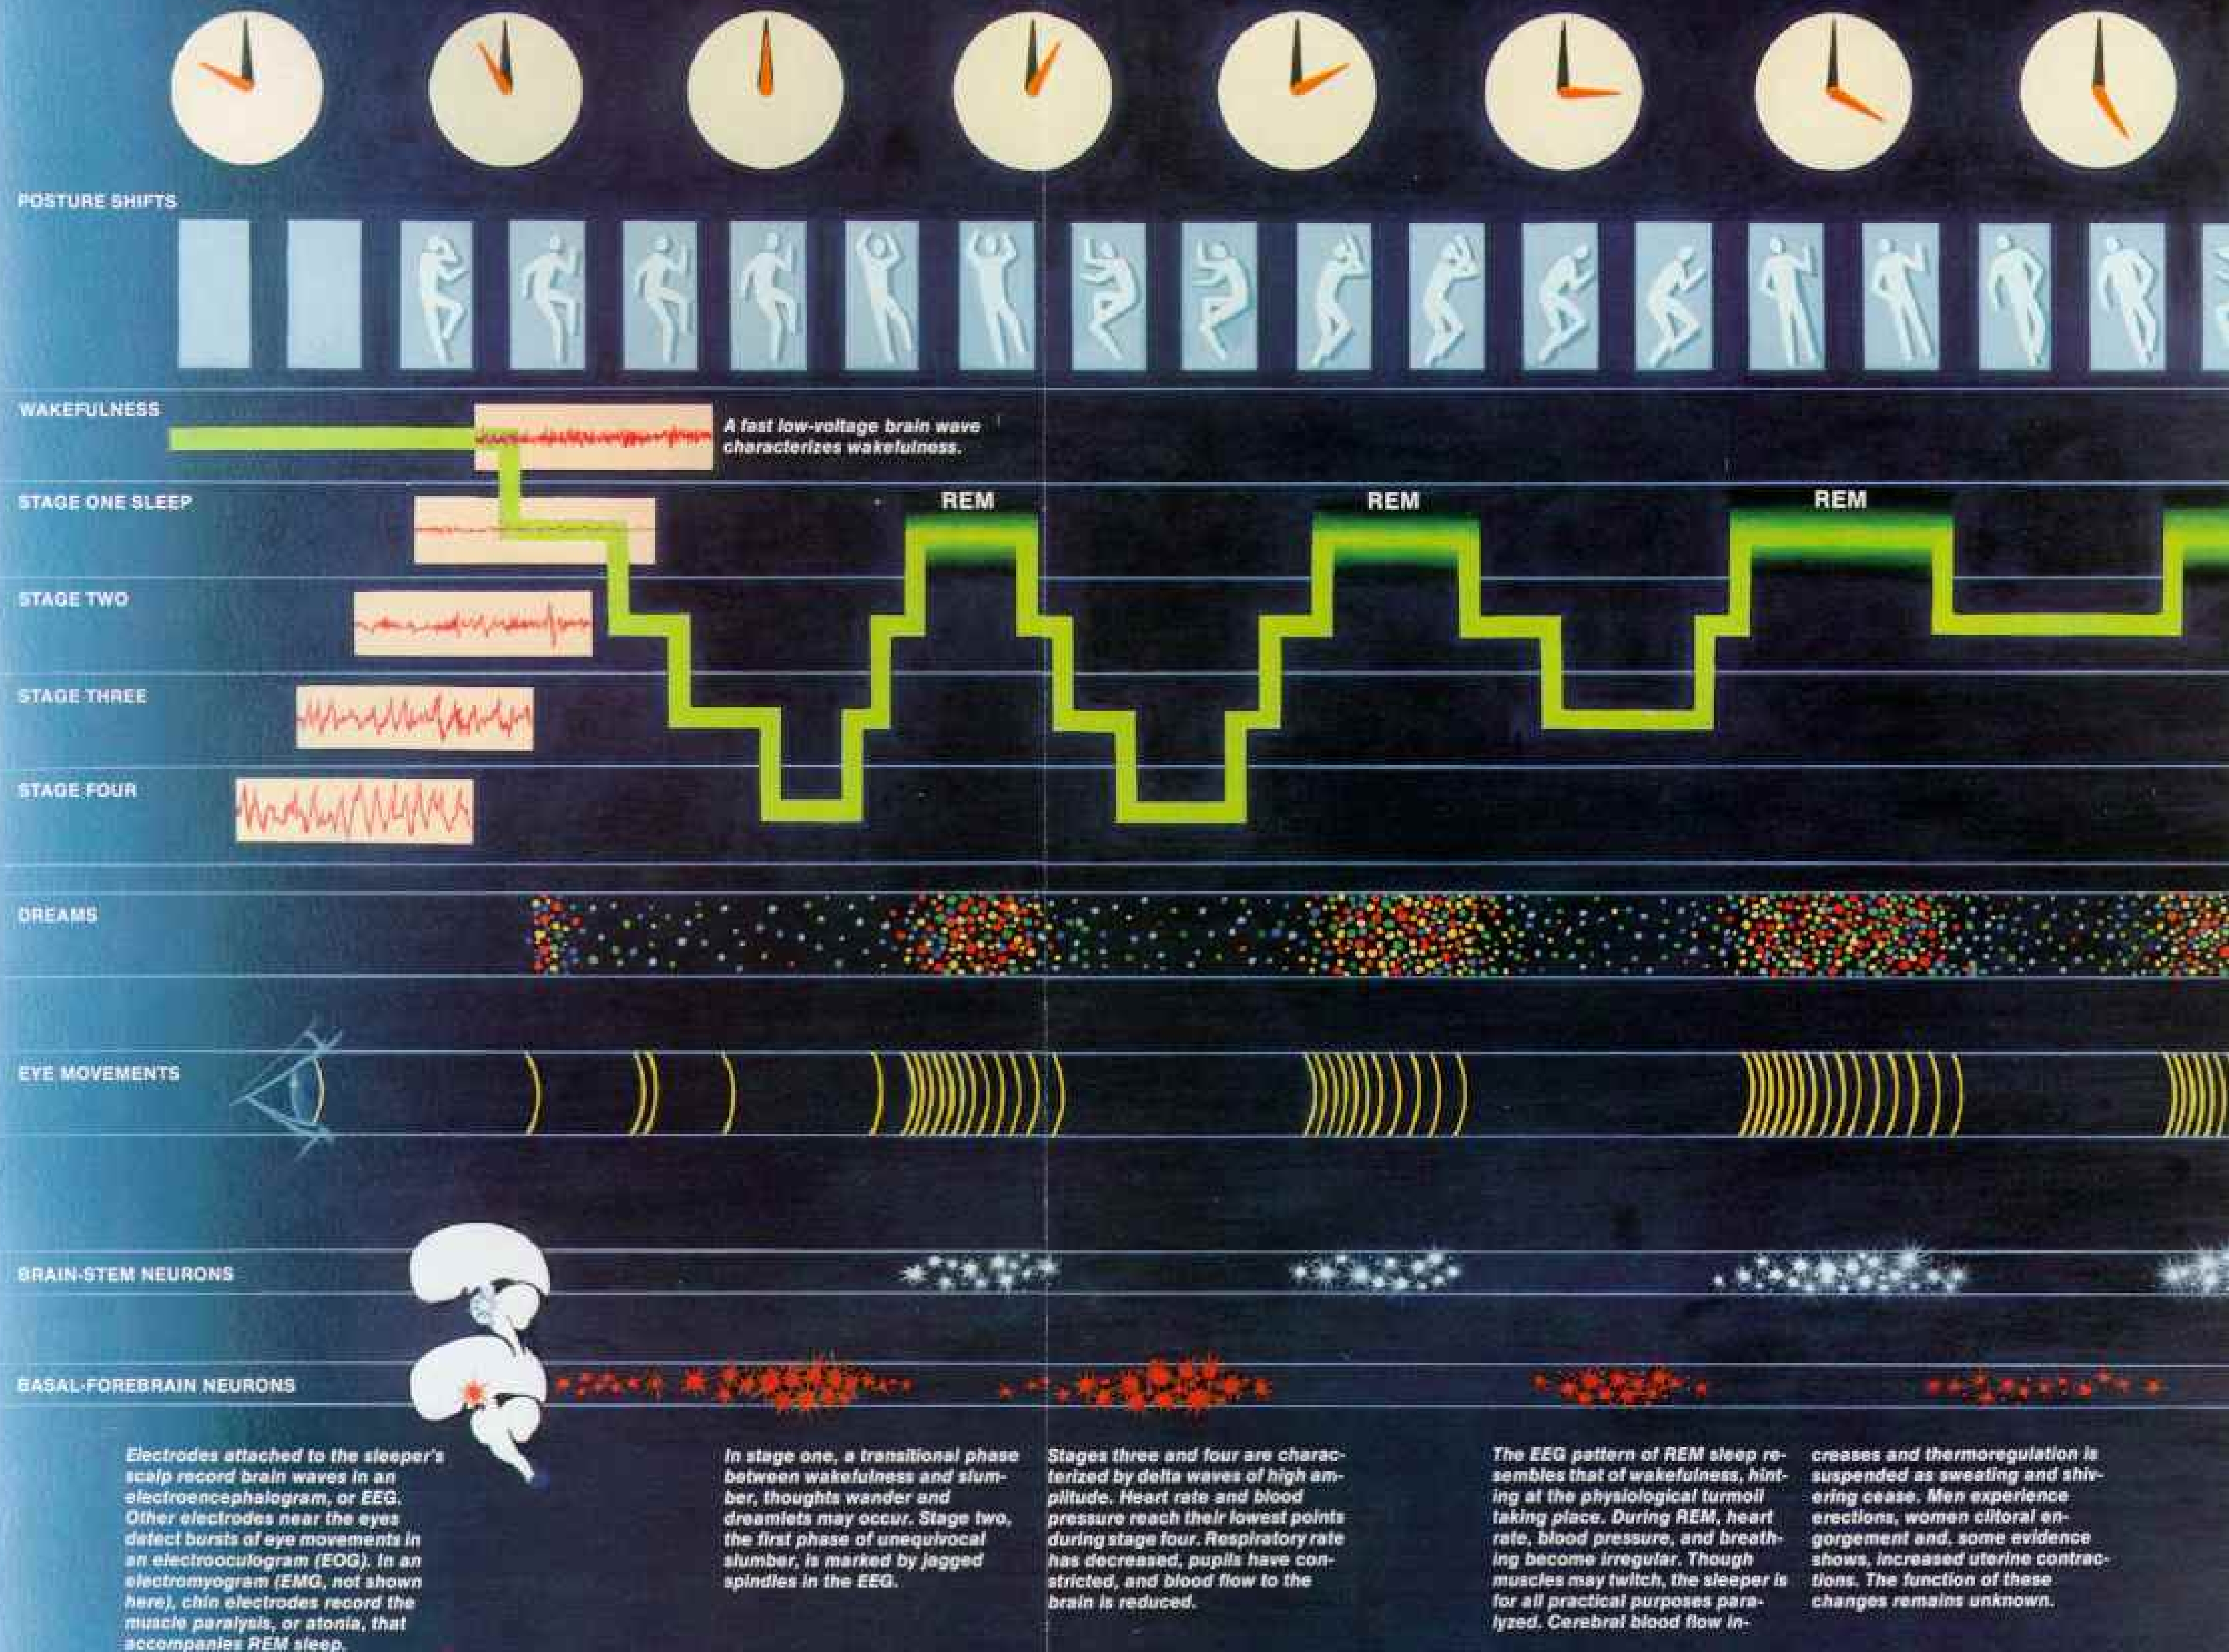 POSTURE SHIFTS
WAKEFULNESS
A fast low-voltage brain wave
characterizes wakefulness.
STAGE ONE SLEEP
REM
REM
REM
STAGE TWO
STAGE THREE
STAGE FOUR
DREAMS
EYE MOVEMENTS
BRAIN-STEM NEURONS
BASAL-FOREBRAIN NEURONS
Electrodes attached to the sleeper's
scalp record brain waves in an
electroencephalogram, or EEG.
Other electrodes near the eyes
detect bursts of eye movements in
an electrooculogram (EOG). In an
electromyogram (EMG, not shown
here), chin electrodes record the
muscle paralysis, or atonia, that
accompanies REM sleep.
In stage one, a transitional phase
between wakefulness and slum-
ber, thoughts wander and
dreamlets may occur. Stage two,
the first phase of unequivocal
slumber, is marked by jagged
spindles in the EEG.
Stages three and four are charac-
terized by delta waves of high am-
plitude. Heart rate and blood
pressure reach their lowest points
during stage four. Respiratory rate
has decreased, pupils have con-
stricted, and blood flow to the
brain is reduced.
The EEG pattern of REM sleep re-
sembles that of wakefulness, hint-
ing at the physiological turmoil
taking place. During REM, heart
rate, blood pressure, and breath-
ing become irregular. Though
muscles may twitch, the sleeper is
for all practical purposes para-
lyzed. Cerebral blood flow in-
creases and thermoregulation is
suspended as sweating and shiv-
ering cease. Men experience
erections, women clitoral en-
gorgement and, some evidence
shows, increased uterine contrac-
tions. The function of these
changes remains unknown.